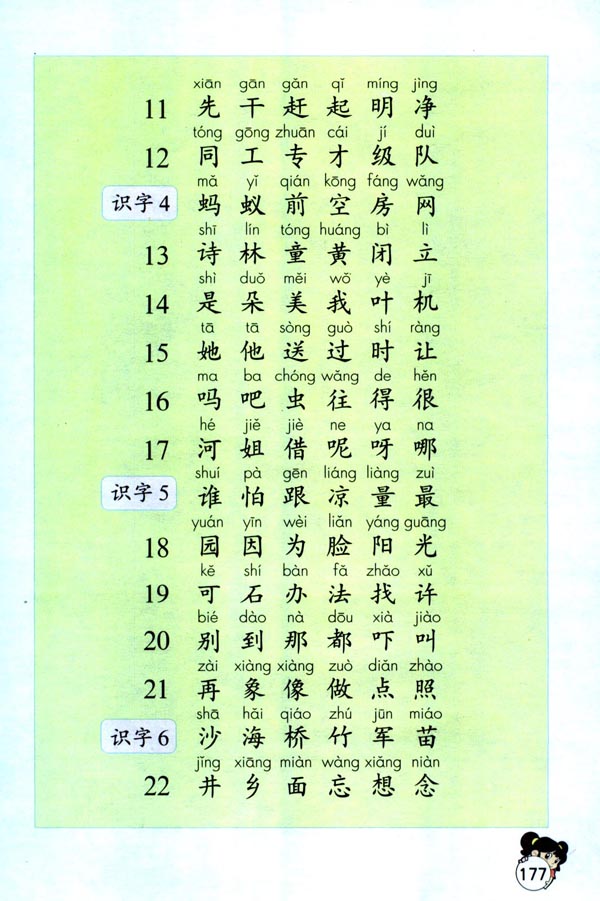 xiān gān gǎn qǐ míng jìng
11 先 干 赶 起 明 净
tóng gōng zhuān cái jí duì
12 同 工 专 才 级 队
mǎ yǐ qián kōng fáng wǎng
识字4 蚂 蚁 前 空 房 网
shī lín tóng huáng bì lì
13 诗 林 童 黄 闭 立
shì duǒ měi wǒ yè jī
14 是 朵 美 我 叶 机
tā tā sòng guò shí ràng
15 她 他 送 过 时 让
ma ba chóng wǎng de hěn
16 吗 吧 虫 往 得 很
hé jiě jiè ne ya na
17 河 姐 借 呢 呀 哪
shuí pà gēn liáng liàng zuì
识字5 谁 怕 跟 凉 量 最
yuán yīn wèi liǎn yáng guāng
18 园 因 为 脸 阳 光
kě shí bàn fǎ zhǎo xǔ
19 可 石 办 法 找 许
bié dào nà dōu xià jiào
20 别 到 那 都 吓 叫
zài xiàng xiàng zuò diǎn zhào
21 再 象 像 做 点 照
shā hǎi qiáo zhú jūn miáo
识字6 沙 海 桥 竹 军 苗
jǐng xiāng miàn wàng xiǎng niàn
22 井 乡 面 忘 想 念
177